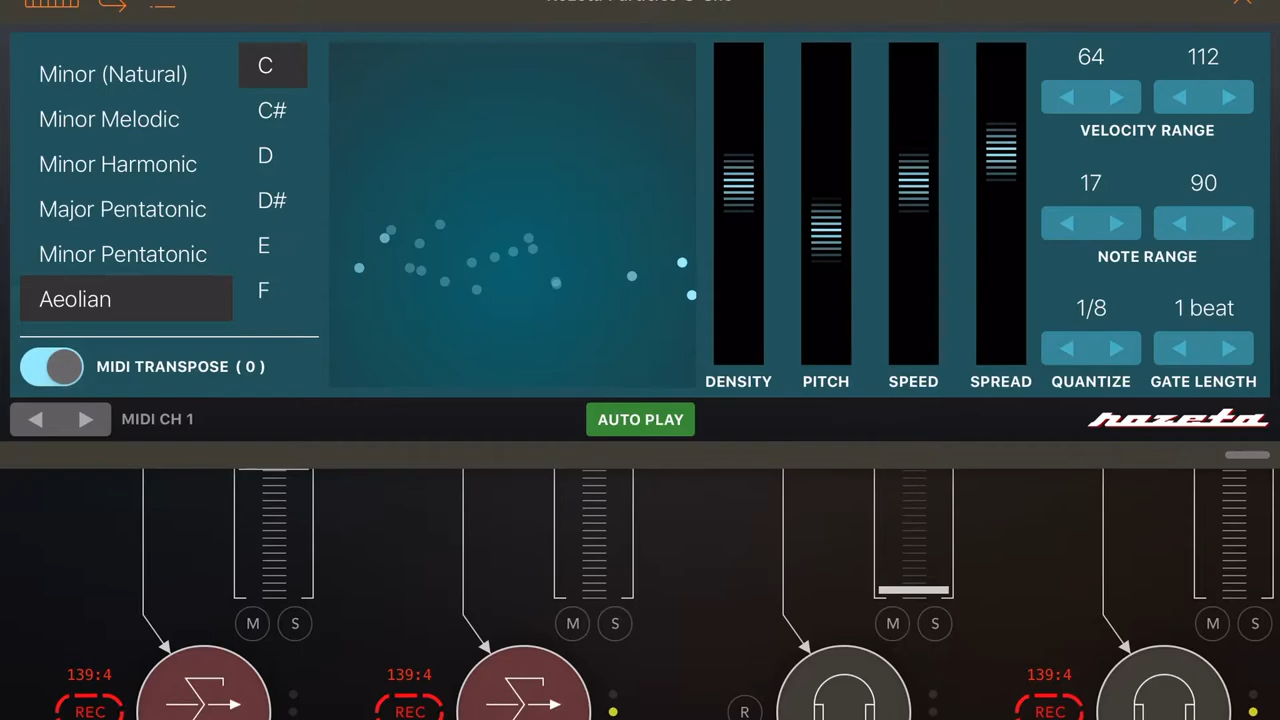 Minor (Natural)
Minor Melodic
Minor Harmonic
Major Pentatonic
Minor Pentatonic
Aeolian
C
C#
D
D#
E
F
MIDI TRANSPOSE ( 0 )
DENSITY
PITCH
SPEED
SPREAD
64
112
VELOCITY RANGE
17
90
NOTE RANGE
1/8
1 beat
QUANTIZE
GATE LENGTH
MIDI CH 1
AUTO PLAY
rozeta
M
S
M
S
M
S
M
S
139:4
REC
139:4
REC
R
139:4
REC